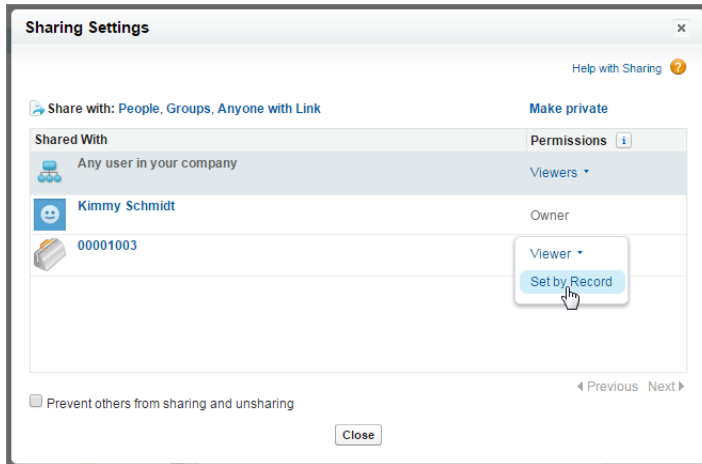 Sharing Settings
Help with Sharing
Share with: People, Groups, Anyone with Link
Make private
Shared With
Permissions
Any user in your company
Viewers
Kimmy Schmidt
Owner
00001003
Viewer
Set by Record
Previous Next
Prevent others from sharing and unsharing
Close